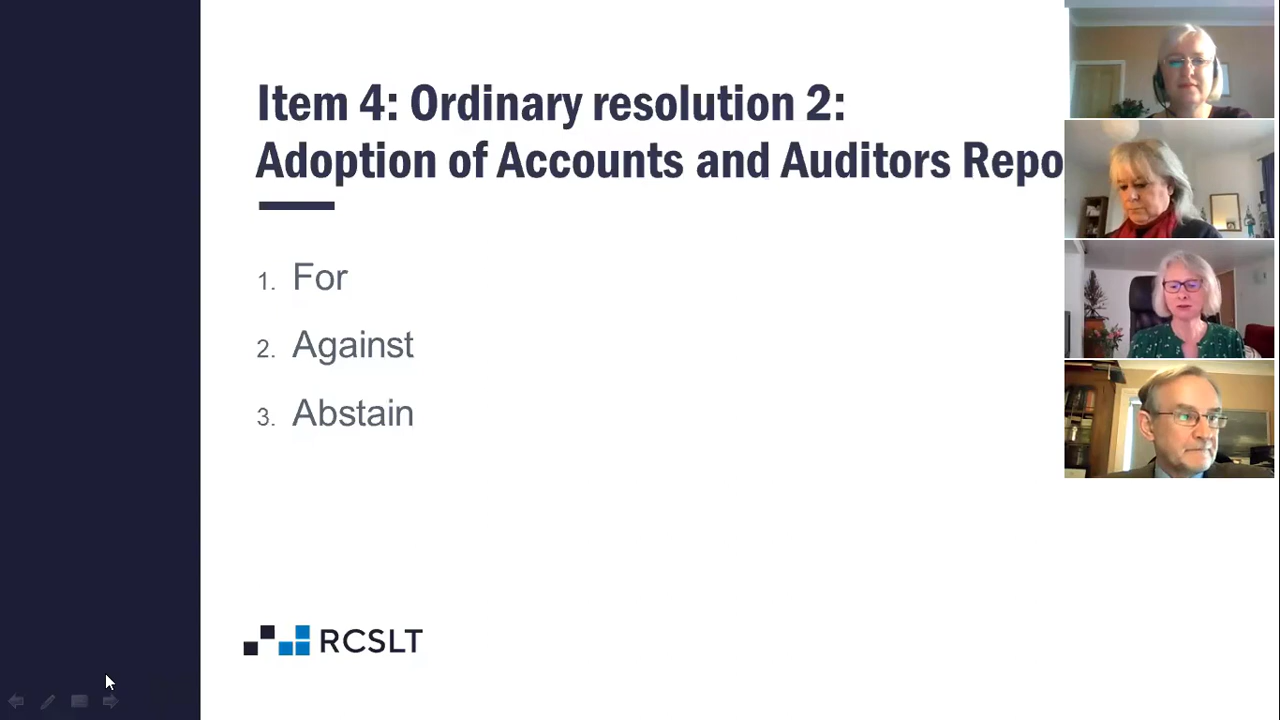 Item 4: Ordinary resolution 2:
Adoption of Accounts and Auditors Repo
1. For
2. Against
3. Abstain
RCSLT